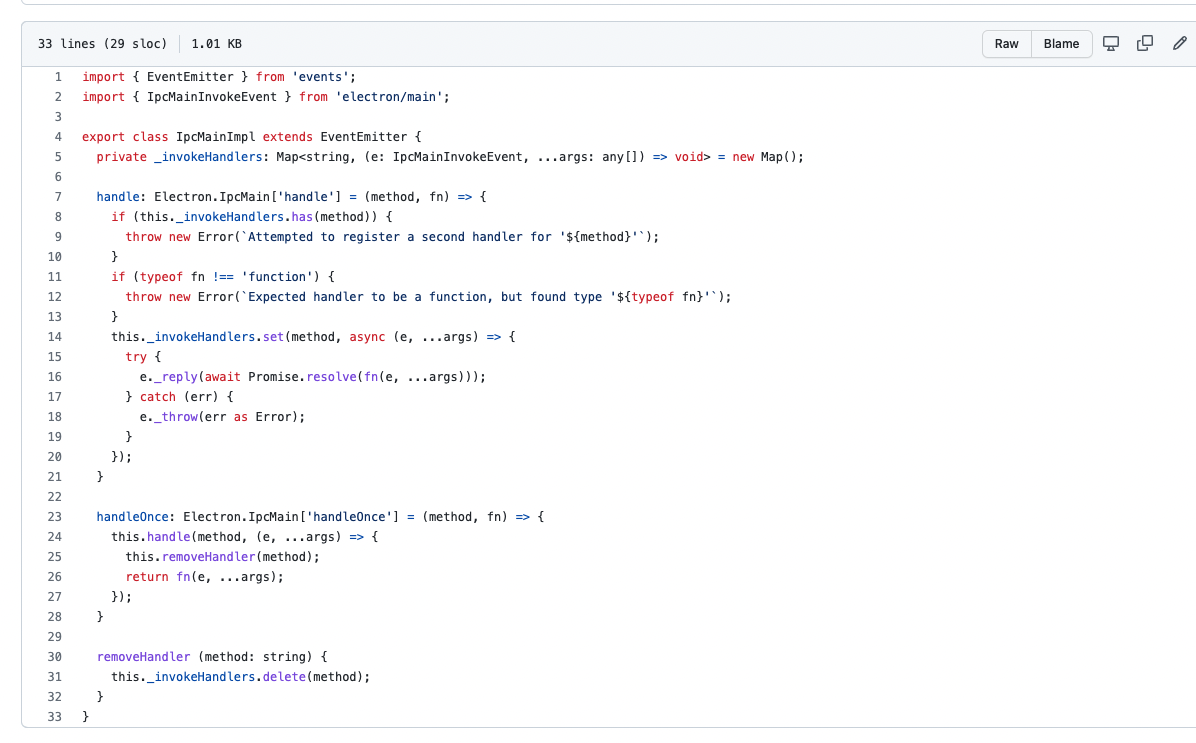 33 lines (29 sloc) 1.01 KB Raw Blame
1 import { EventEmitter } from 'events';
2 import { IpcMainInvokeEvent } from 'electron/main';
3
4 export class IpcMainImpl extends EventEmitter {
5   private _invokeHandlers: Map<string, (e: IpcMainInvokeEvent, ...args: any[]) => void> = new Map();
6
7   handle: Electron.IpcMain['handle'] = (method, fn) => {
8     if (this._invokeHandlers.has(method)) {
9       throw new Error(`Attempted to register a second handler for '${method}'`);
10     }
11     if (typeof fn !== 'function') {
12       throw new Error(`Expected handler to be a function, but found type '${typeof fn}'`);
13     }
14     this._invokeHandlers.set(method, async (e, ...args) => {
15       try {
16         e._reply(await Promise.resolve(fn(e, ...args)));
17       } catch (err) {
18         e._throw(err as Error);
19       }
20     });
21   }
22
23   handleOnce: Electron.IpcMain['handleOnce'] = (method, fn) => {
24     this.handle(method, (e, ...args) => {
25       this.removeHandler(method);
26       return fn(e, ...args);
27     });
28   }
29
30   removeHandler (method: string) {
31     this._invokeHandlers.delete(method);
32   }
33 }